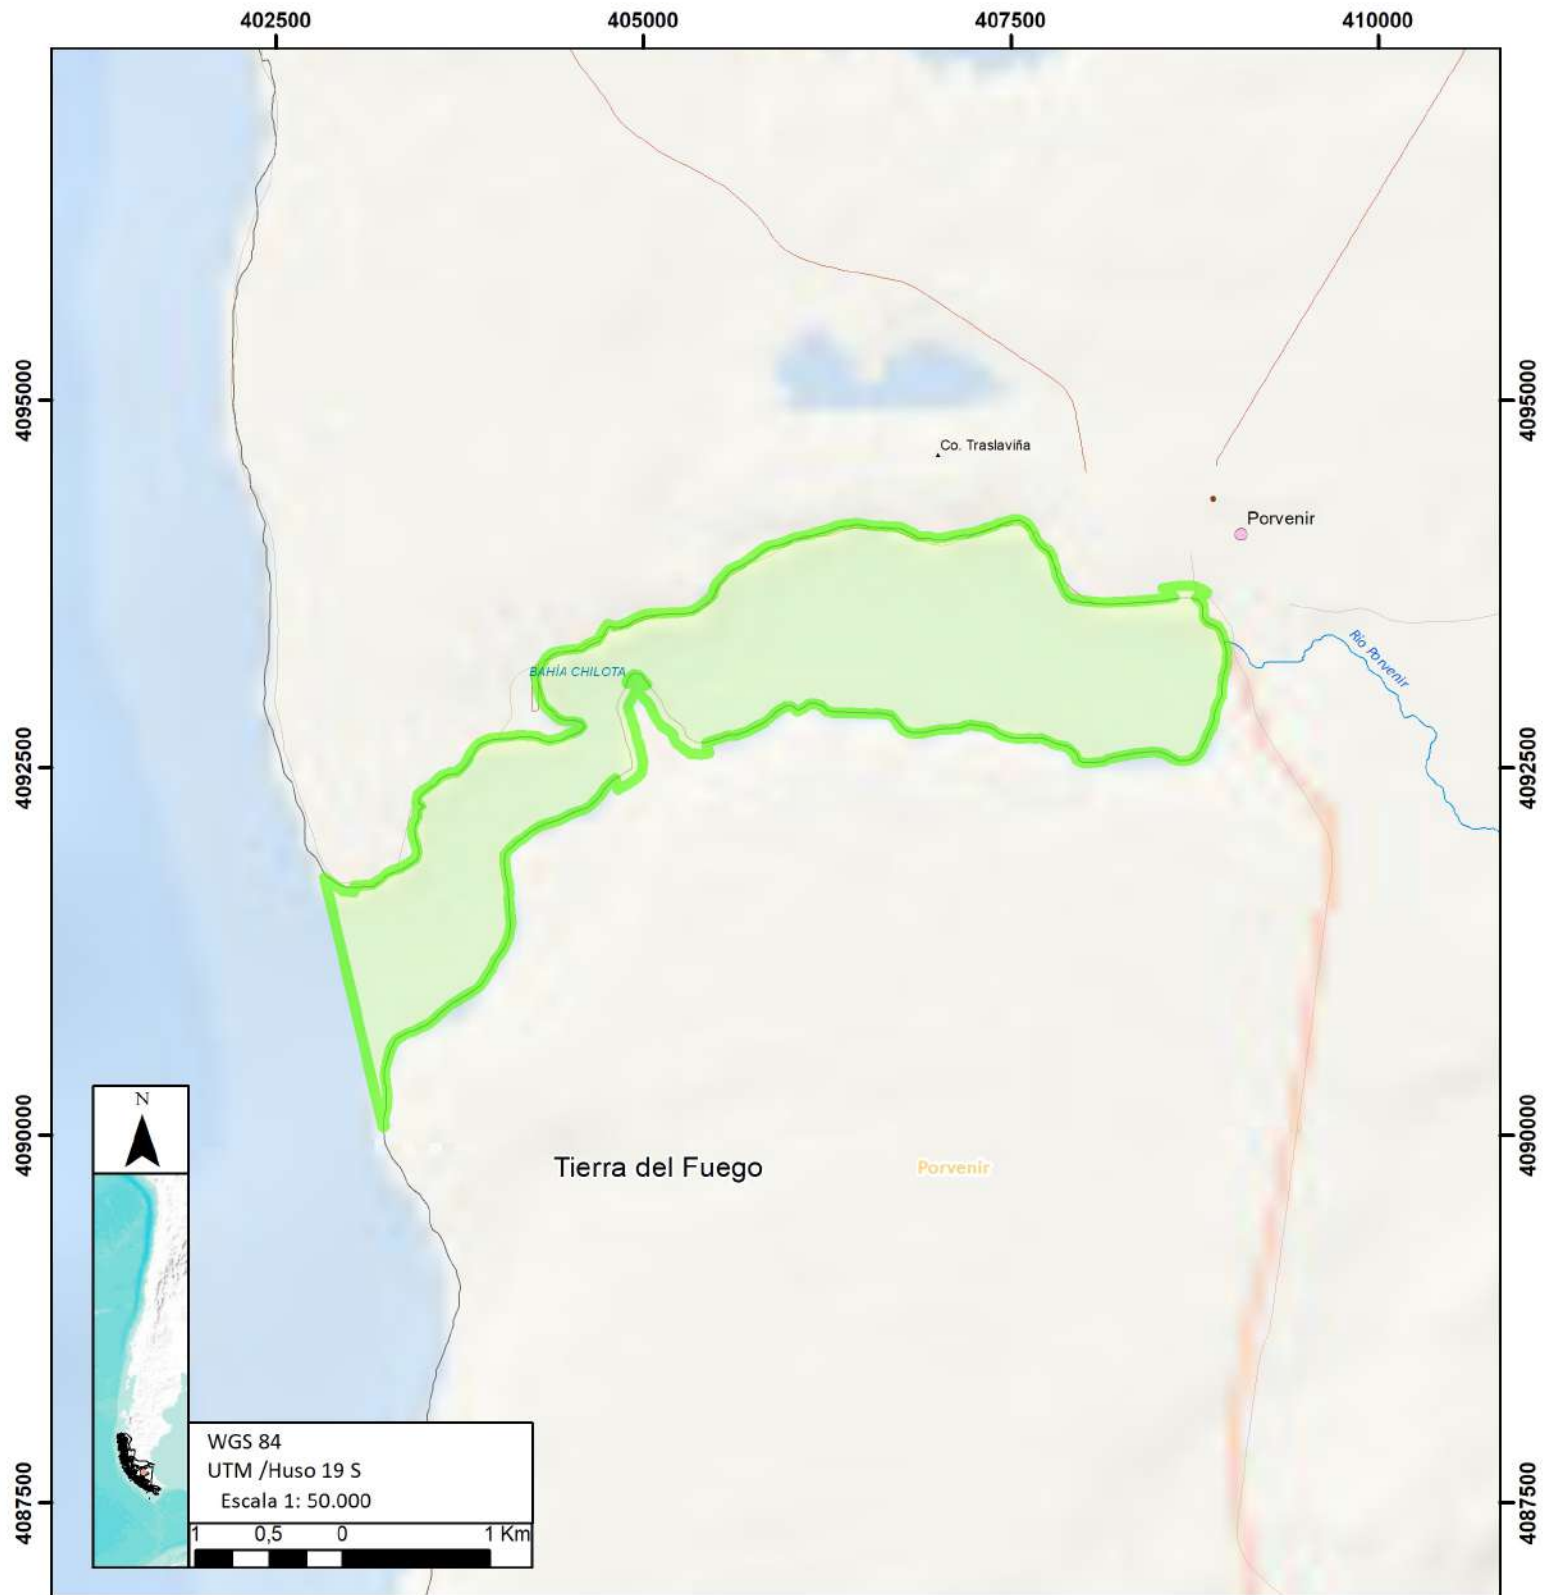 402500 405000 407500 410000
4095000
4095000
Co. Traslaviña
Porvenir
BAHÍA CHILOTA
Río Porvenir
4092500
4092500
4090000
4090000
Tierra del Fuego
Porvenir
N
WGS 84
UTM /Huso 19 S
Escala 1: 50.000
1 0,5 0 1 Km
4087500
4087500